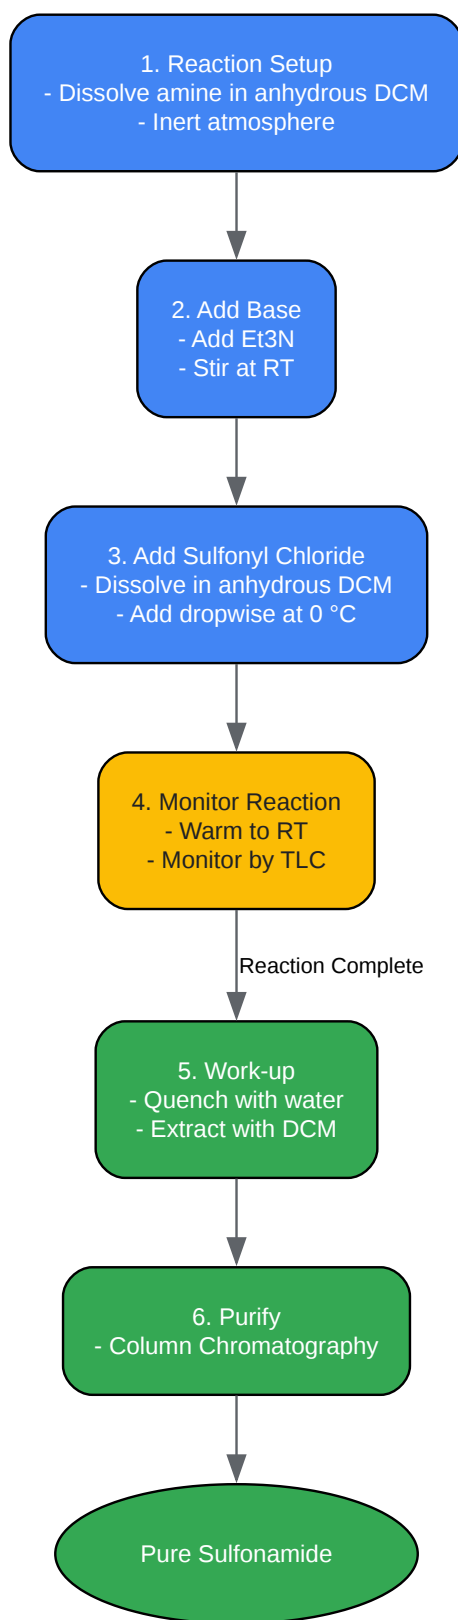 1. Reaction Setup
- Dissolve amine in anhydrous DCM
- Inert atmosphere
2. Add Base
- Add Et3N
- Stir at RT
3. Add Sulfonyl Chloride
- Dissolve in anhydrous DCM
- Add dropwise at 0 °C
4. Monitor Reaction
- Warm to RT
- Monitor by TLC
Reaction Complete
5. Work-up
- Quench with water
- Extract with DCM
6. Purify
- Column Chromatography
Pure Sulfonamide